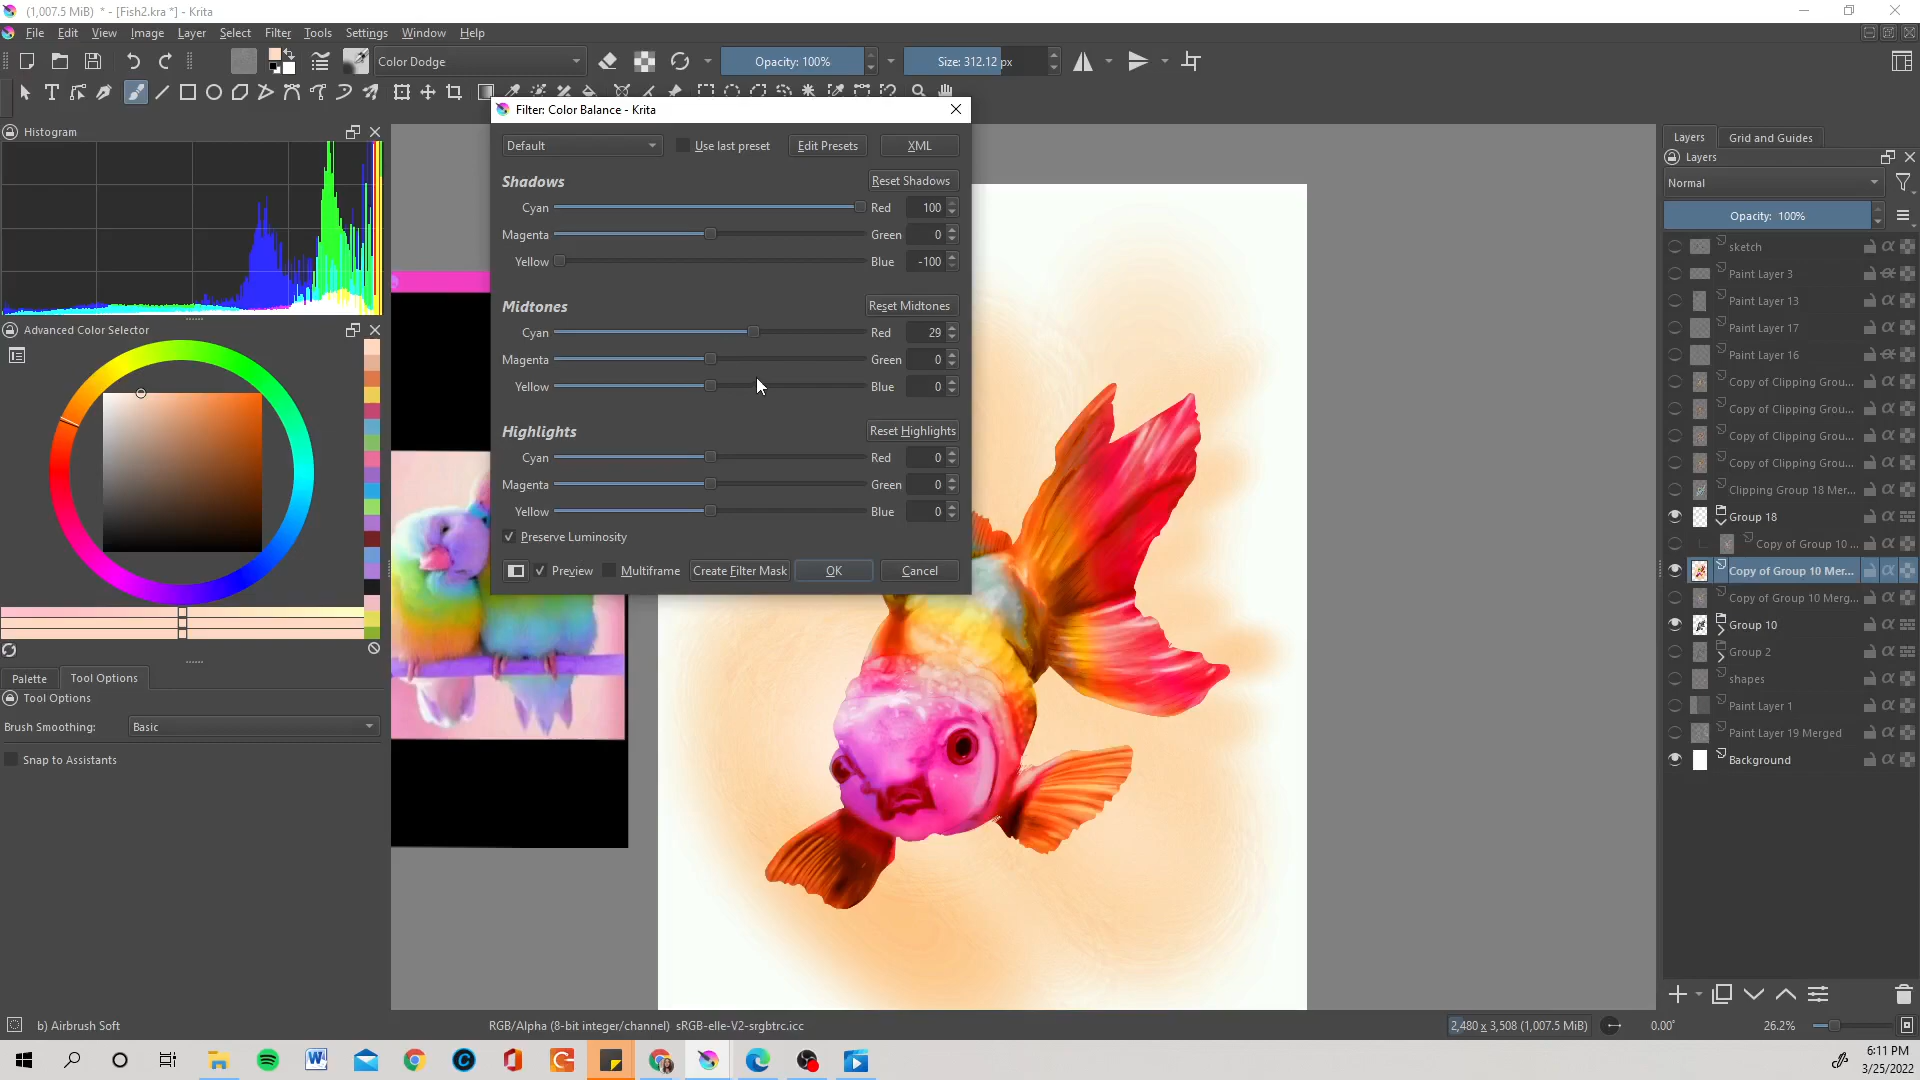 (1,007.5 MiB) * - [Fish2.kra *] - Krita
File Edit View Image Layer Select Filter Tools Settings Window Help
Color Dodge
Opacity: 100%
Size: 312.12 px
Histogram
Advanced Color Selector
Palette Tool Options
Tool Options
Brush Smoothing: Basic
Snap to Assistants
Filter: Color Balance - Krita
Default Use last preset Edit Presets XML
Shadows Reset Shadows
Cyan Red 100
Magenta Green 0
Yellow Blue -100
Midtones Reset Midtones
Cyan Red 29
Magenta Green 0
Yellow Blue 0
Highlights Reset Highlights
Cyan Red 0
Magenta Green 0
Yellow Blue 0
Preserve Luminosity
Preview Multiframe Create Filter Mask OK Cancel
Layers Grid and Guides
Layers
Normal
Opacity: 100%
sketch
Paint Layer 3
Paint Layer 13
Paint Layer 17
Paint Layer 16
Copy of Clipping Grou...
Copy of Clipping Grou...
Copy of Clipping Grou...
Copy of Clipping Grou...
Clipping Group 18 Mer...
Group 18
Copy of Group 10 ...
Copy of Group 10 Mer...
Copy of Group 10 Merg...
Group 10
Group 2
shapes
Paint Layer 1
Paint Layer 19 Merged
Background
b) Airbrush Soft
RGB/Alpha (8-bit integer/channel) sRGB-elle-V2-srgbtrc.icc
2,480 x 3,508 (1,007.5 MiB)
0.00°
26.2%
6:11 PM
3/25/2022